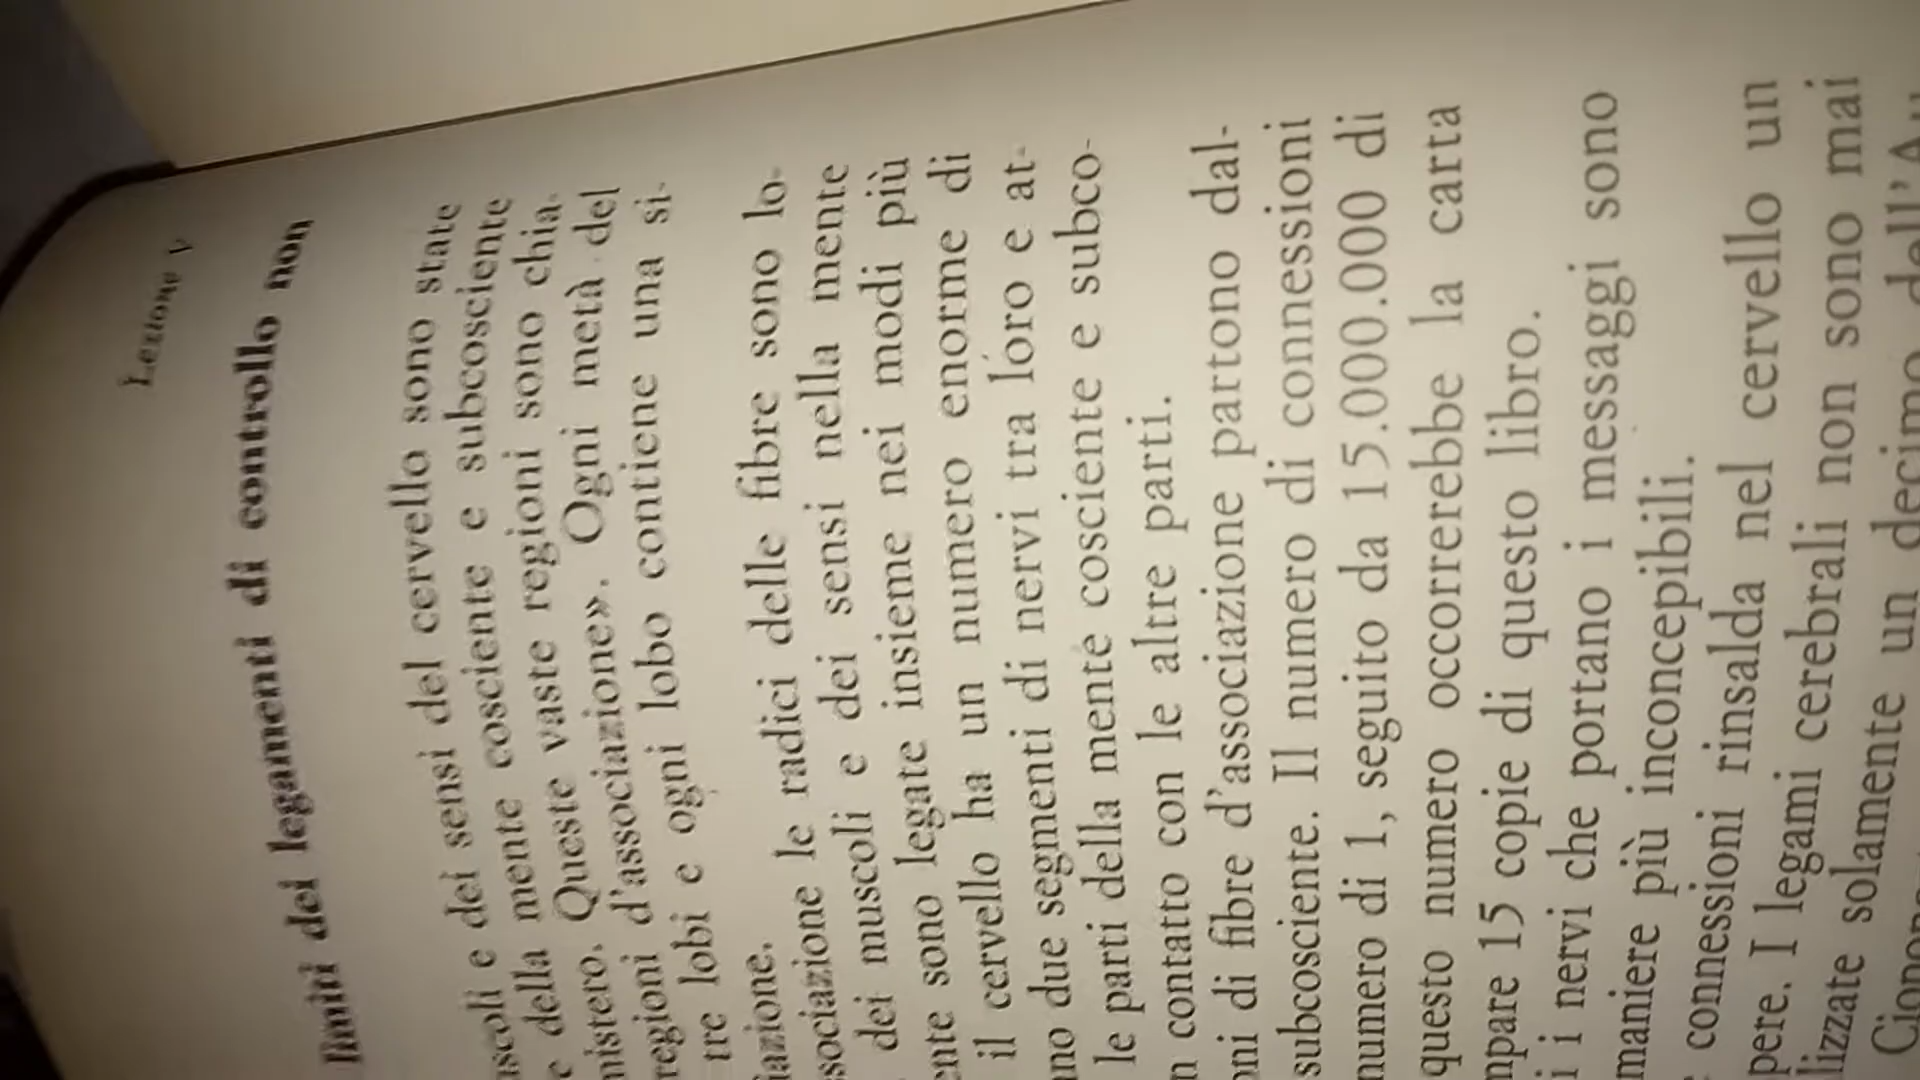 Lezione V
limiti dei legamenti di controllo non
uscoli e dei sensi del cervello sono state
e della mente cosciente e subcosciente
mistero. Queste vaste regioni sono chia-
regioni d'associazione». Ogni metà del
tre lobi e ogni lobo contiene una si-
iazione.
sociazione le radici delle fibre sono lo-
dei muscoli e dei sensi nella mente
ente sono legate insieme nei modi più
il cervello ha un numero enorme di
no due segmenti di nervi tra loro e at-
le parti della mente cosciente e subco-
n contatto con le altre parti.
oni di fibre d'associazione partono dal-
subcosciente. Il numero di connessioni
numero di 1, seguito da 15.000.000 di
questo numero occorrerebbe la carta
mpare 15 copie di questo libro.
i i nervi che portano i messaggi sono
maniere più inconcepibili.
connessioni rinsalda nel cervello un
pere. I legami cerebrali non sono mai
lizzate solamente un decimo dell'Au